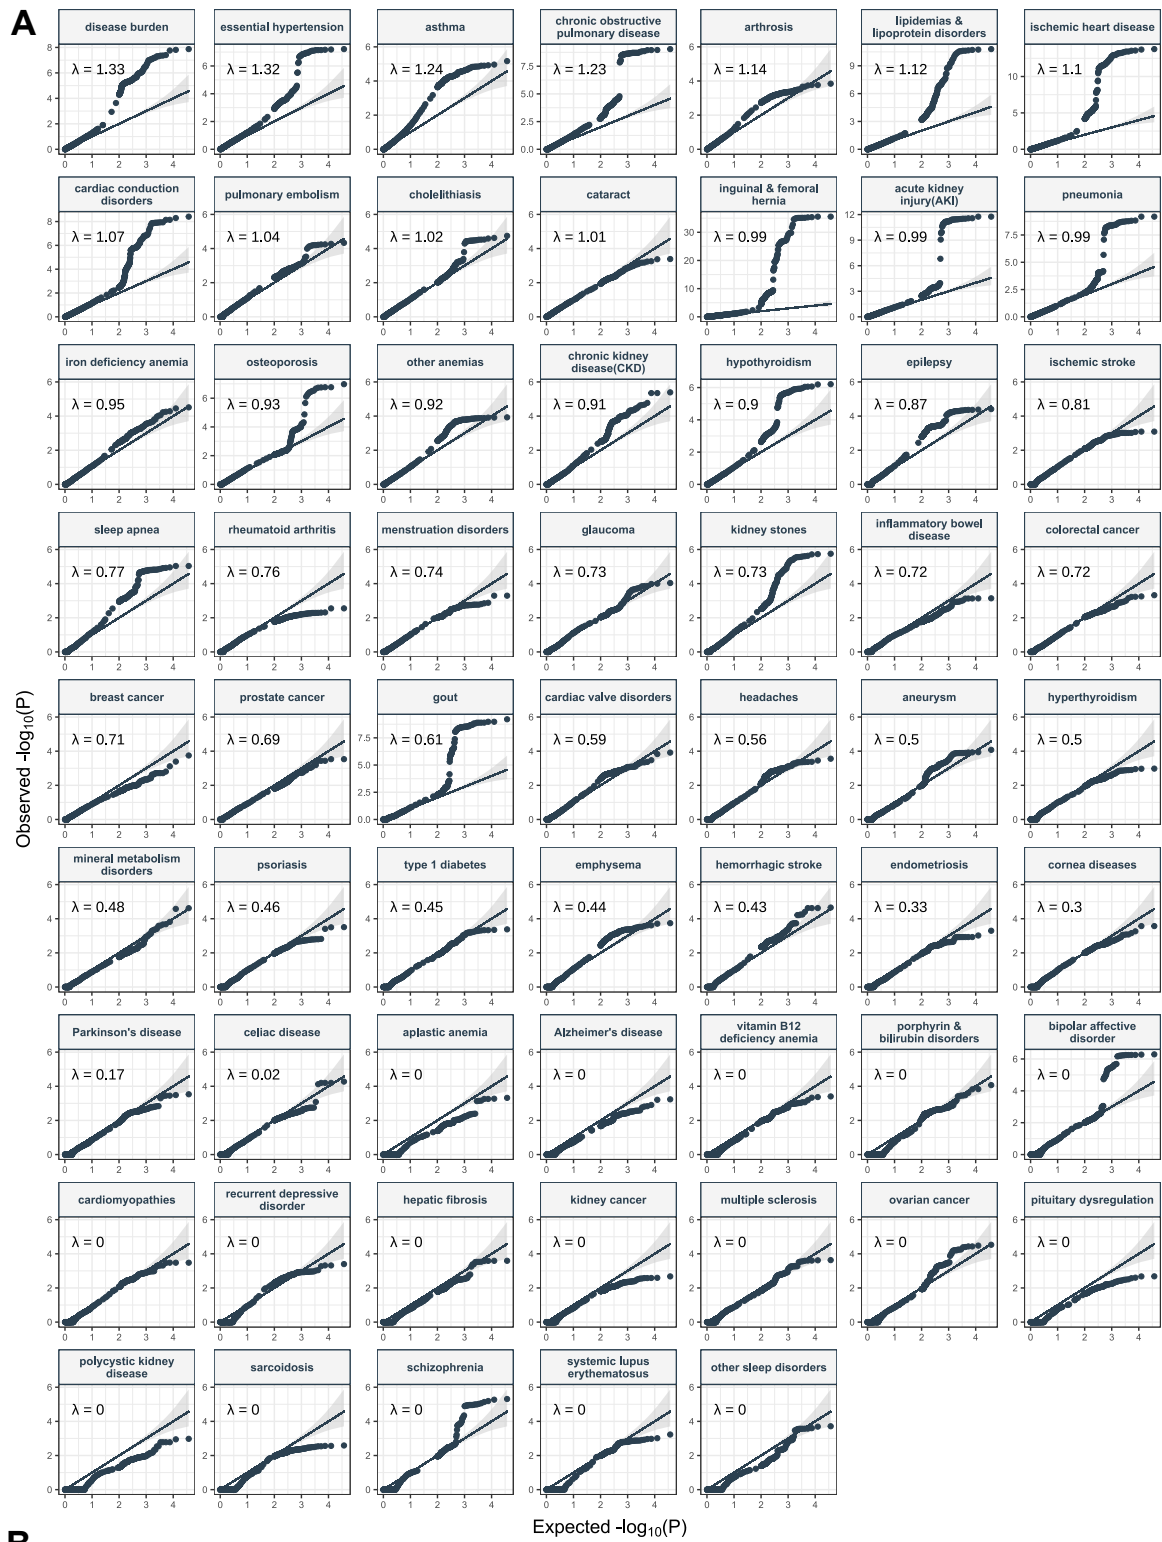 A
disease burden
essential hypertension
asthma
chronic obstructive
pulmonary disease
arthrosis
lipidemias &
lipoprotein disorders
ischemic heart disease
λ = 1.33
λ = 1.32
λ = 1.24
λ = 1.23
λ = 1.14
λ = 1.12
λ = 1.1
cardiac conduction
disorders
pulmonary embolism
cholelithiasis
cataract
inguinal & femoral
hernia
acute kidney
injury(AKI)
pneumonia
λ = 1.07
λ = 1.04
λ = 1.02
λ = 1.01
λ = 0.99
λ = 0.99
λ = 0.99
iron deficiency anemia
osteoporosis
other anemias
chronic kidney
disease(CKD)
hypothyroidism
epilepsy
ischemic stroke
λ = 0.95
λ = 0.93
λ = 0.92
λ = 0.91
λ = 0.9
λ = 0.87
λ = 0.81
sleep apnea
rheumatoid arthritis
menstruation disorders
glaucoma
kidney stones
inflammatory bowel
disease
colorectal cancer
λ = 0.77
λ = 0.76
λ = 0.74
λ = 0.73
λ = 0.73
λ = 0.72
λ = 0.72
Observed -log10(P)
breast cancer
prostate cancer
gout
cardiac valve disorders
headaches
aneurysm
hyperthyroidism
λ = 0.71
λ = 0.69
λ = 0.61
λ = 0.59
λ = 0.56
λ = 0.5
λ = 0.5
mineral metabolism
disorders
psoriasis
type 1 diabetes
emphysema
hemorrhagic stroke
endometriosis
cornea diseases
λ = 0.48
λ = 0.46
λ = 0.45
λ = 0.44
λ = 0.43
λ = 0.33
λ = 0.3
Parkinson's disease
celiac disease
aplastic anemia
Alzheimer's disease
vitamin B12
deficiency anemia
porphyrin &
bilirubin disorders
bipolar affective
disorder
λ = 0.17
λ = 0.02
λ = 0
λ = 0
λ = 0
λ = 0
λ = 0
cardiomyopathies
recurrent depressive
disorder
hepatic fibrosis
kidney cancer
multiple sclerosis
ovarian cancer
pituitary dysregulation
λ = 0
λ = 0
λ = 0
λ = 0
λ = 0
λ = 0
λ = 0
polycystic kidney
disease
sarcoidosis
schizophrenia
systemic lupus
erythematosus
other sleep disorders
λ = 0
λ = 0
λ = 0
λ = 0
λ = 0
0 1 2 3 4
Expected -log10(P)
B